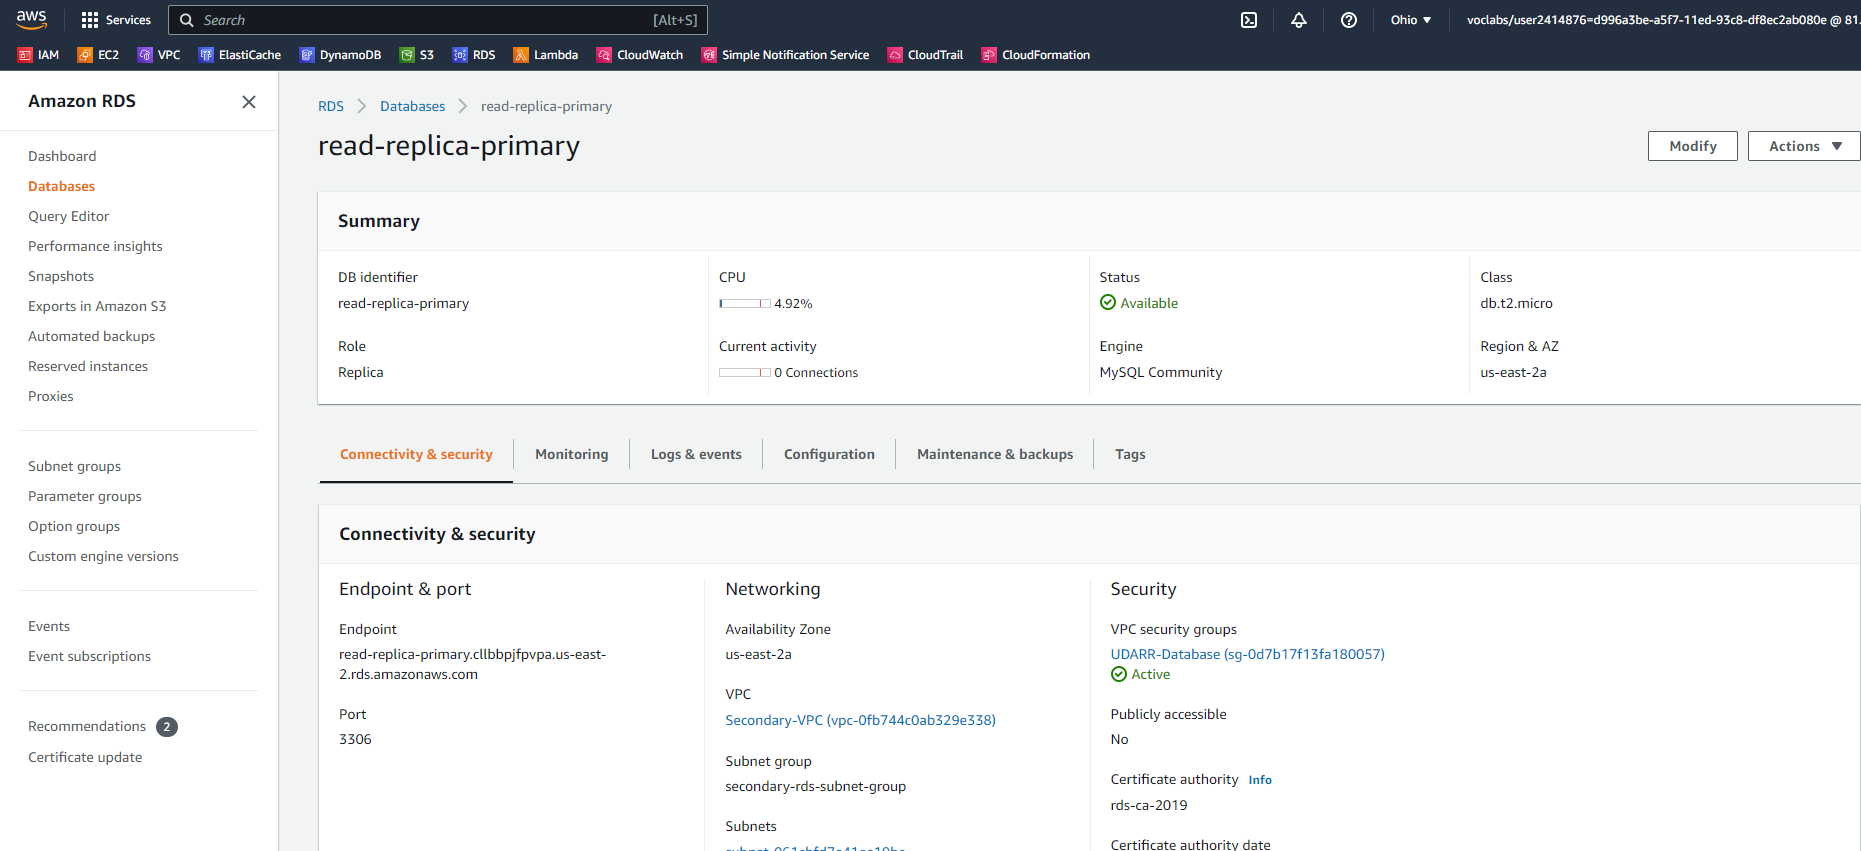 aws
Services
Search
[Alt+S]
Ohio ▼
voclabs/user2414876=d996a3be-a5f7-11ed-93c8-df8ec2ab080e @ 81
IAM
EC2
VPC
ElastiCache
DynamoDB
S3
RDS
Lambda
CloudWatch
Simple Notification Service
CloudTrail
CloudFormation
Amazon RDS
Dashboard
Databases
Query Editor
Performance insights
Snapshots
Exports in Amazon S3
Automated backups
Reserved instances
Proxies
Subnet groups
Parameter groups
Option groups
Custom engine versions
Events
Event subscriptions
Recommendations 2
Certificate update
RDS
Databases
read-replica-primary
read-replica-primary
Modify
Actions ▼
Summary
DB identifier
read-replica-primary
CPU
4.92%
Status
Available
Class
db.t2.micro
Role
Replica
Current activity
0 Connections
Engine
MySQL Community
Region & AZ
us-east-2a
Connectivity & security
Monitoring
Logs & events
Configuration
Maintenance & backups
Tags
Connectivity & security
Endpoint & port
Endpoint
read-replica-primary.cllbbpjfpvpa.us-east-
2.rds.amazonaws.com
Port
3306
Networking
Availability Zone
us-east-2a
VPC
Secondary-VPC (vpc-0fb744c0ab329e338)
Subnet group
secondary-rds-subnet-group
Subnets
Security
VPC security groups
UDARR-Database (sg-0d7b17f13fa180057)
Active
Publicly accessible
No
Certificate authority Info
rds-ca-2019
Certificate authority date